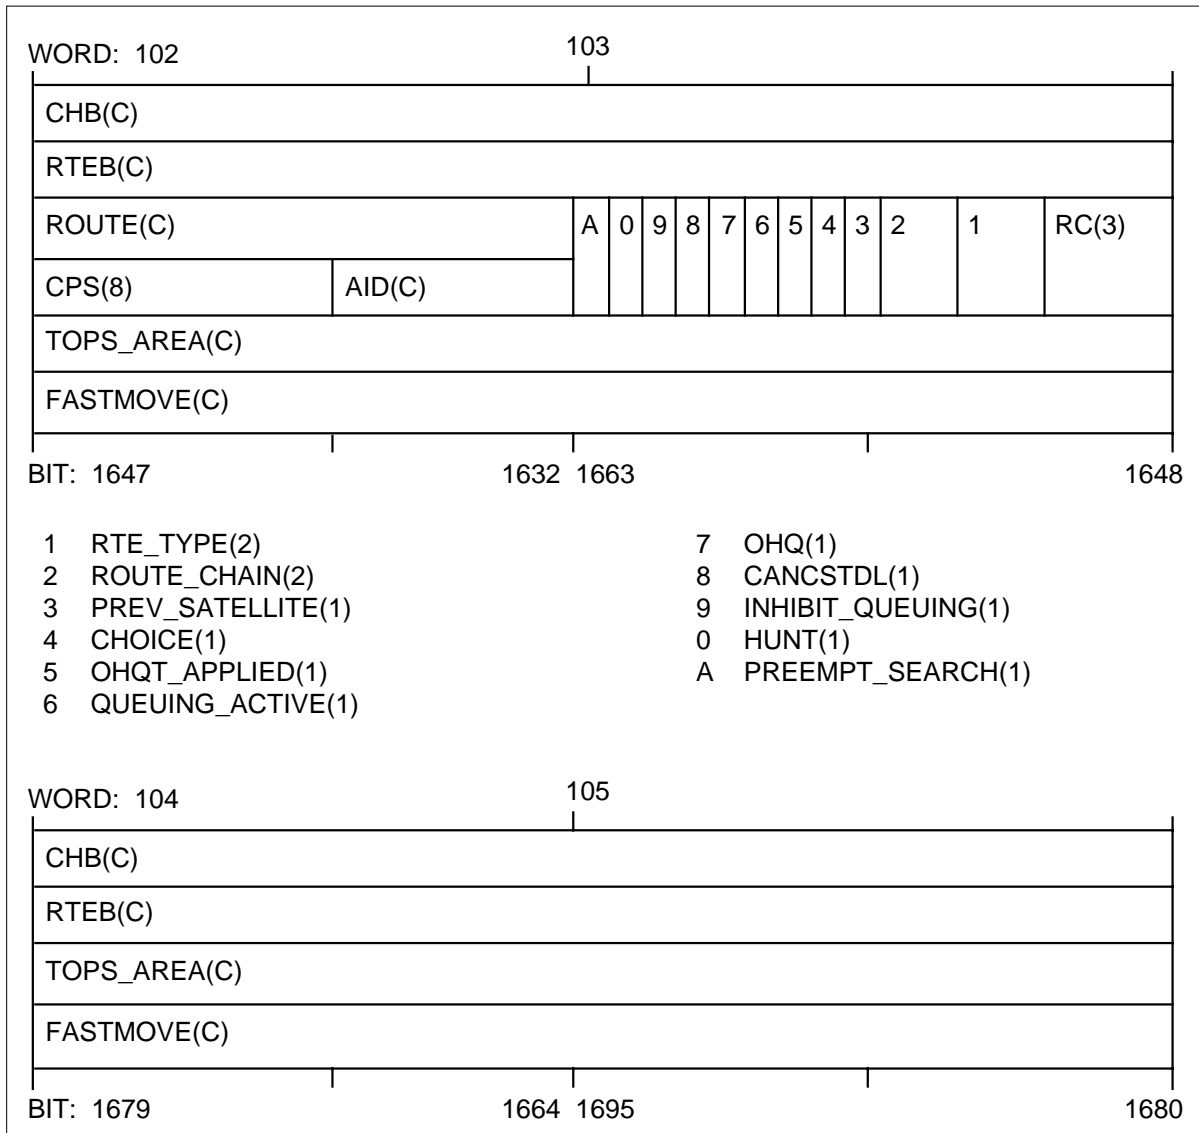 WORD: 102 103
CHB(C)
RTEB(C)
ROUTE(C) A 0 9 8 7 6 5 4 3 2 1 RC(3)
CPS(8) AID(C)
TOPS_AREA(C)
FASTMOVE(C)
BIT: 1647 1632 1663 1648
1 RTE_TYPE(2)
2 ROUTE_CHAIN(2)
3 PREV_SATELLITE(1)
4 CHOICE(1)
5 OHQT_APPLIED(1)
6 QUEUING_ACTIVE(1)
7 OHQ(1)
8 CANCSTDL(1)
9 INHIBIT_QUEUING(1)
0 HUNT(1)
A PREEMPT_SEARCH(1)
WORD: 104 105
CHB(C)
RTEB(C)
TOPS_AREA(C)
FASTMOVE(C)
BIT: 1679 1664 1695 1680